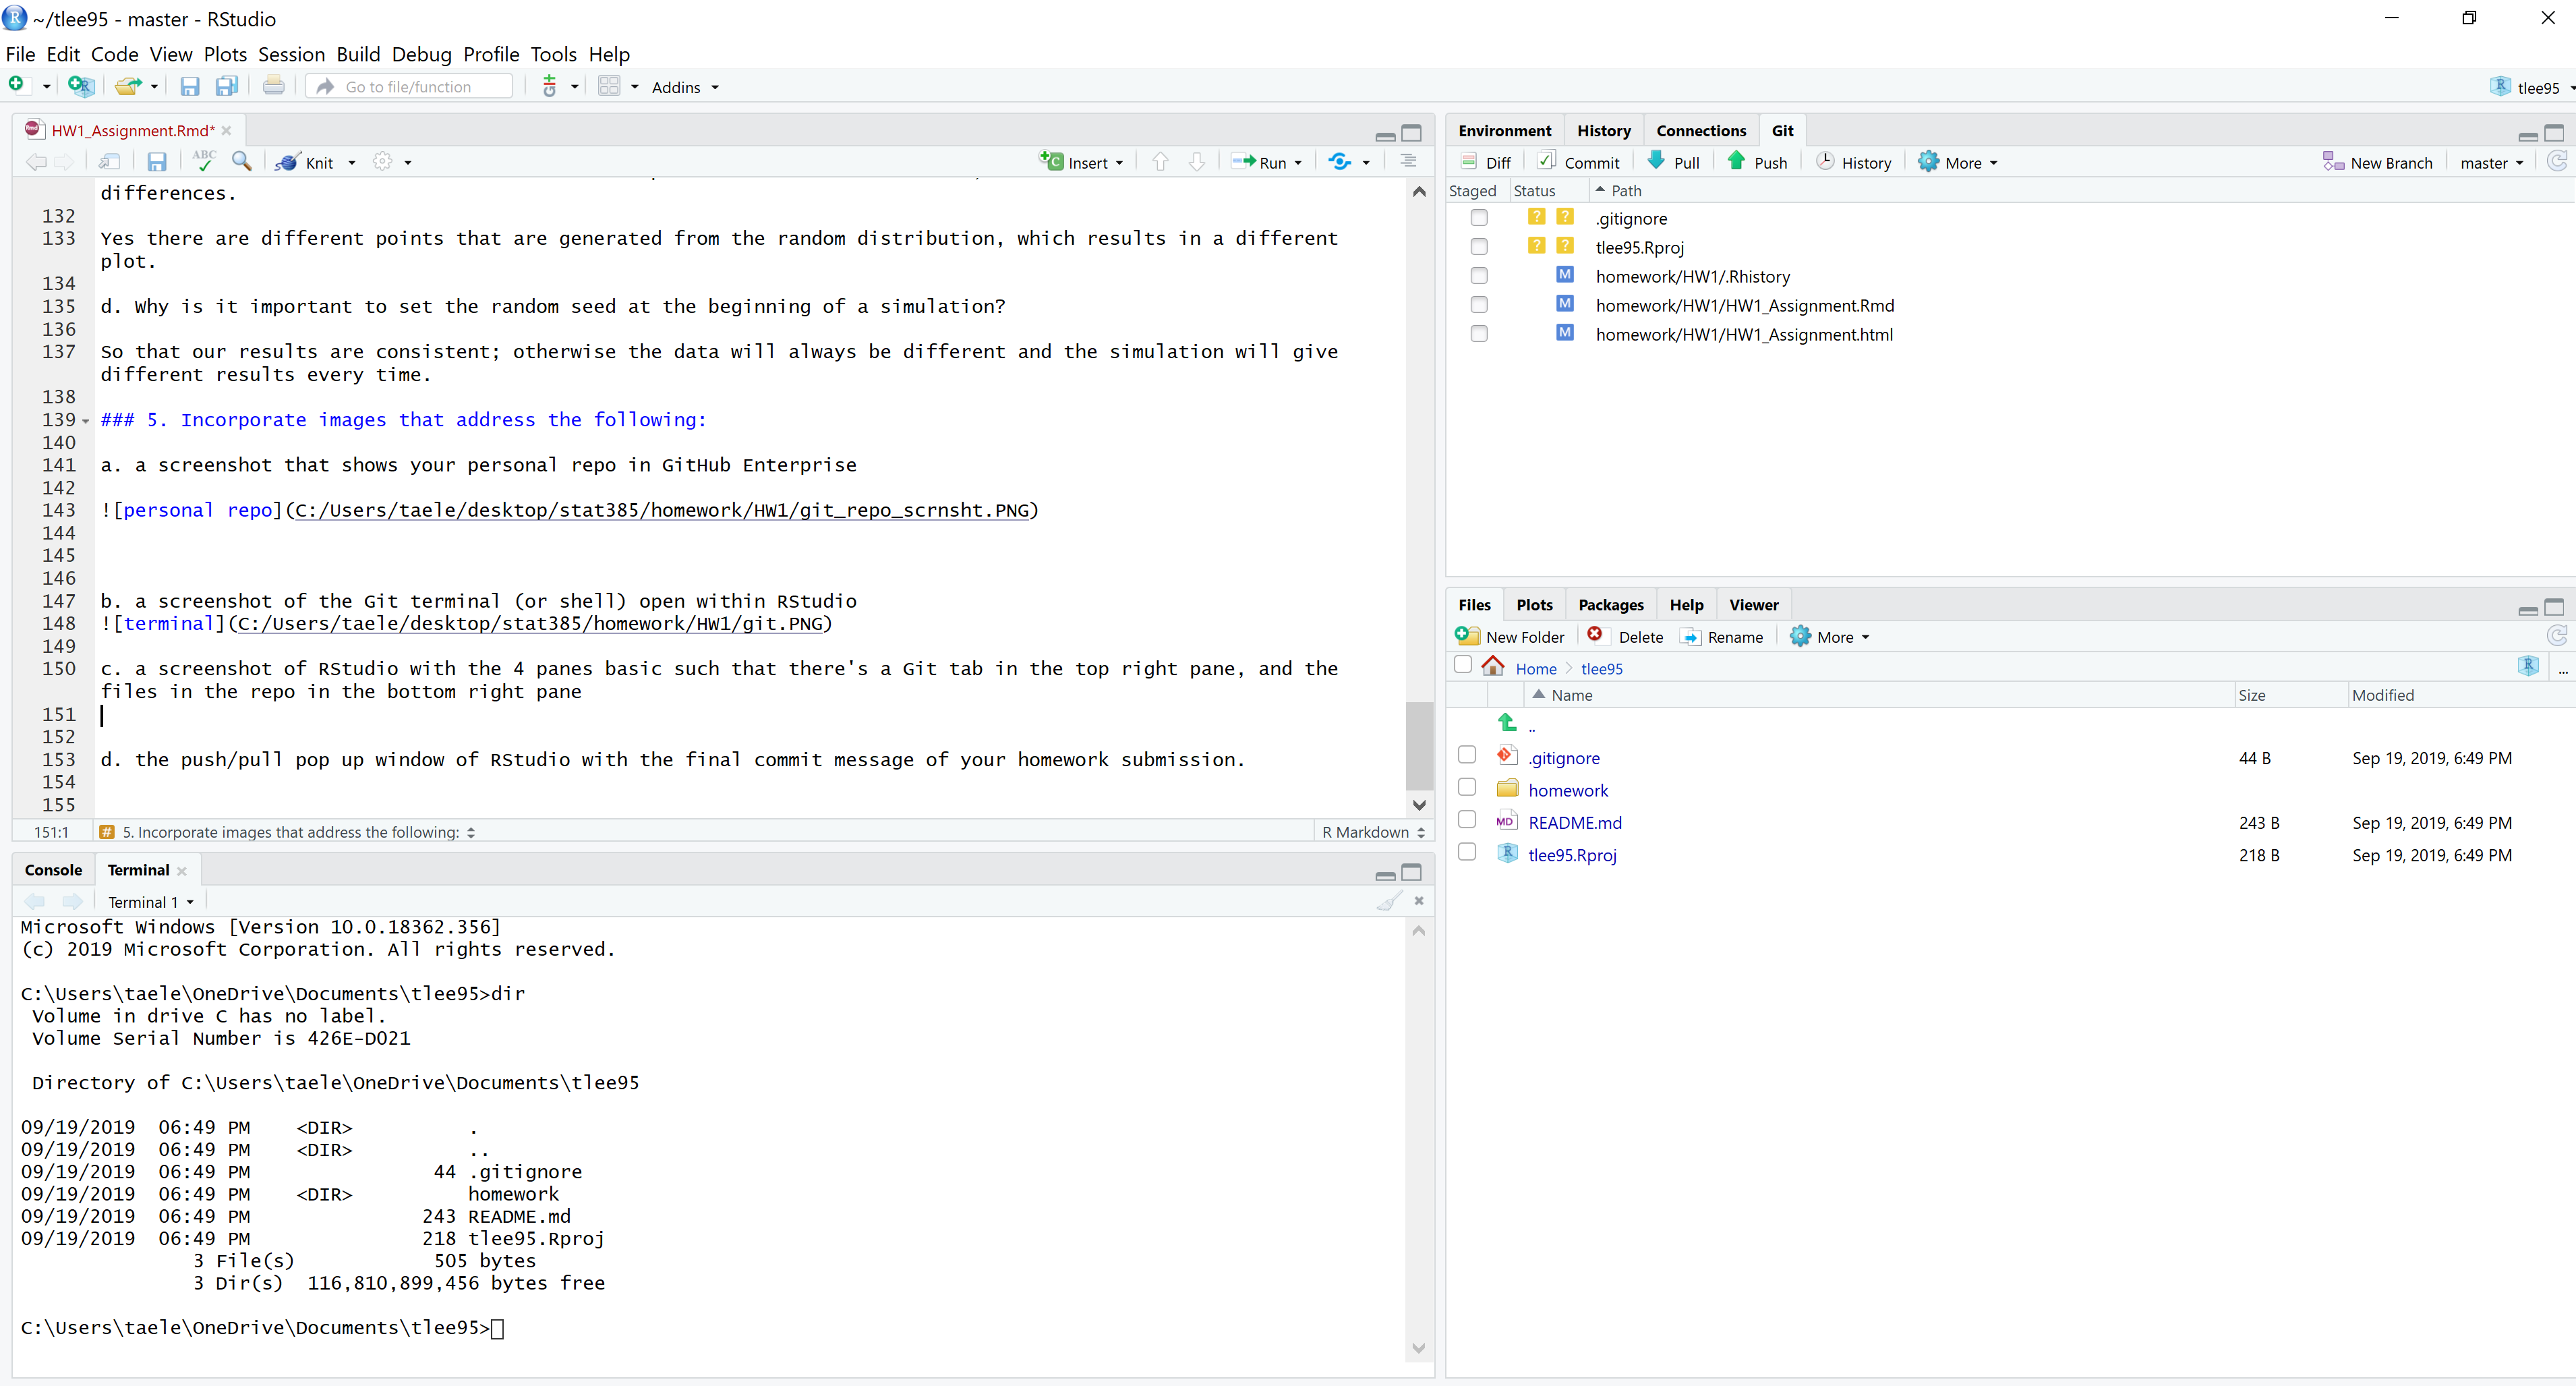 ~/tlee95 - master - RStudio
File Edit Code View Plots Session Build Debug Profile Tools Help
Go to file/function
Addins
tlee95
HW1_Assignment.Rmd*
ABC
Knit
Insert
Run
differences.
132
133 Yes there are different points that are generated from the random distribution, which results in a different
plot.
134
135 d. Why is it important to set the random seed at the beginning of a simulation?
136
137 So that our results are consistent; otherwise the data will always be different and the simulation will give
different results every time.
138
139 ### 5. Incorporate images that address the following:
140
141 a. a screenshot that shows your personal repo in GitHub Enterprise
142
143 ![personal repo](C:/Users/taele/desktop/stat385/homework/HW1/git_repo_scrnsht.PNG)
144
145
146
147 b. a screenshot of the Git terminal (or shell) open within RStudio
148 ![terminal](C:/Users/taele/desktop/stat385/homework/HW1/git.PNG)
149
150 c. a screenshot of RStudio with the 4 panes basic such that there's a Git tab in the top right pane, and the
files in the repo in the bottom right pane
151
152
153 d. the push/pull pop up window of RStudio with the final commit message of your homework submission.
154
155
151:1 # 5. Incorporate images that address the following: R Markdown
Console Terminal
Terminal 1
Microsoft Windows [Version 10.0.18362.356]
(c) 2019 Microsoft Corporation. All rights reserved.
C:\Users\taele\OneDrive\Documents\tlee95>dir
Volume in drive C has no label.
Volume Serial Number is 426E-D021
Directory of C:\Users\taele\OneDrive\Documents\tlee95
09/19/2019 06:49 PM <DIR> .
09/19/2019 06:49 PM <DIR> ..
09/19/2019 06:49 PM 44 .gitignore
09/19/2019 06:49 PM <DIR> homework
09/19/2019 06:49 PM 243 README.md
09/19/2019 06:49 PM 218 tlee95.Rproj
3 File(s) 505 bytes
3 Dir(s) 116,810,899,456 bytes free
C:\Users\taele\OneDrive\Documents\tlee95>
Environment History Connections Git
Diff Commit Pull Push History More New Branch master
Staged Status Path
? ? .gitignore
? ? tlee95.Rproj
M homework/HW1/.Rhistory
M homework/HW1/HW1_Assignment.Rmd
M homework/HW1/HW1_Assignment.html
Files Plots Packages Help Viewer
New Folder Delete Rename More
Home tlee95 ...
Name Size Modified
..
.gitignore 44 B Sep 19, 2019, 6:49 PM
homework
README.md 243 B Sep 19, 2019, 6:49 PM
tlee95.Rproj 218 B Sep 19, 2019, 6:49 PM